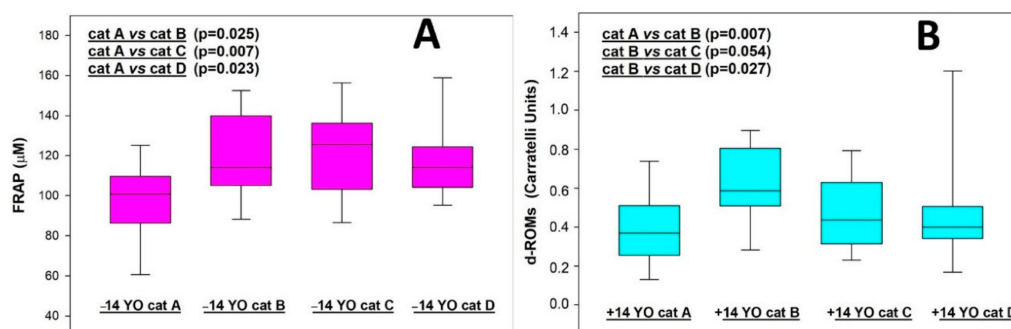 A
cat A vs cat B (p=0.025)
cat A vs cat C (p=0.007)
cat A vs cat D (p=0.023)
FRAP (µM)
180
160
140
120
100
80
60
40
–14 YO cat A –14 YO cat B –14 YO cat C –14 YO cat D
B
cat A vs cat B (p=0.007)
cat B vs cat C (p=0.054)
cat B vs cat D (p=0.027)
d-ROMs (Carratelli Units)
1.4
1.2
1.0
0.8
0.6
0.4
0.2
0.0
+14 YO cat A +14 YO cat B +14 YO cat C +14 YO cat D